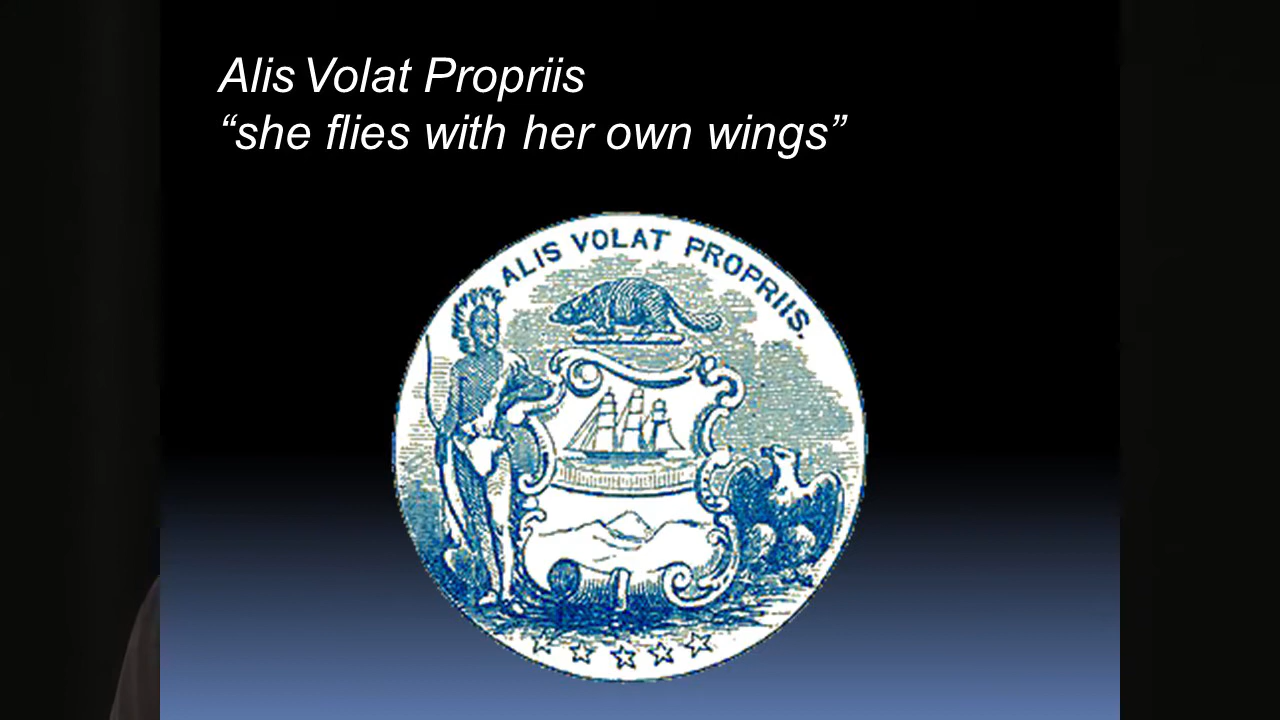 Alis Volat Propriis
“she flies with her own wings”
ALIS VOLAT PROPRIIS.